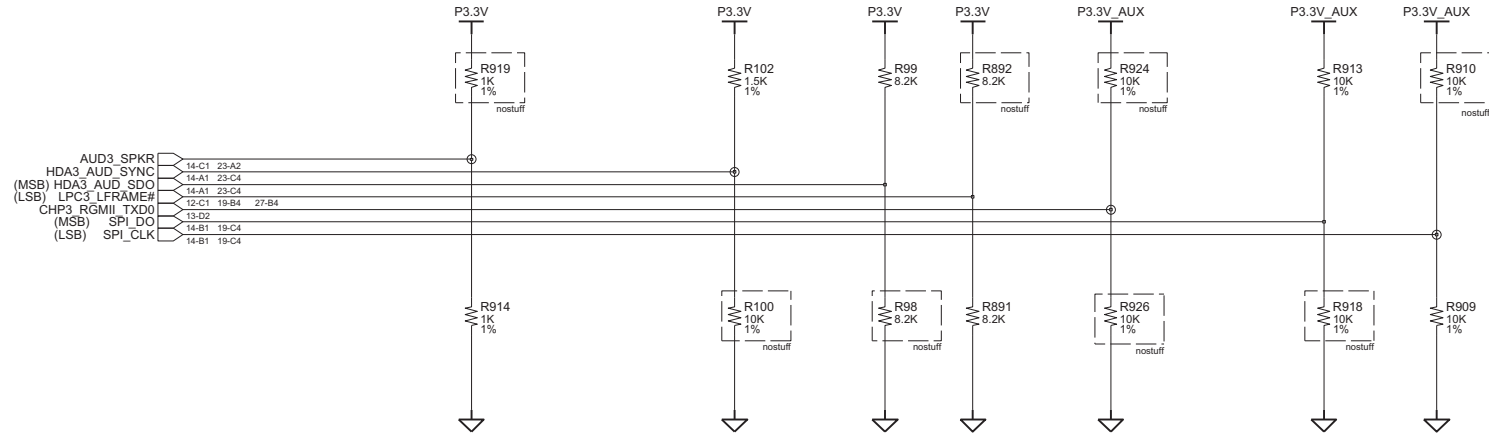 P3.3V P3.3V P3.3V P3.3V P3.3V_AUX P3.3V_AUX P3.3V_AUX
R919 R102 R99 R892 R924 R913 R910
1K 1.5K 8.2K 8.2K 10K 10K 10K
1% 1% 1% 1% 1%
nostuff nostuff nostuff nostuff
AUD3_SPKR
14-C1 23-A2
HDA3_AUD_SYNC
14-A1 23-C4
(MSB) HDA3_AUD_SDO
14-A1 23-C4
(LSB) LPC3_LFRAME#
12-C1 19-B4 27-B4
CHP3_RGMII_TXD0
13-D2
(MSB) SPI_DO
14-B1 19-C4
(LSB) SPI_CLK
14-B1 19-C4
R914 R100 R98 R891 R926 R918 R909
1K 10K 8.2K 8.2K 10K 10K 10K
1% 1% 1% 1% 1%
nostuff nostuff nostuff nostuff